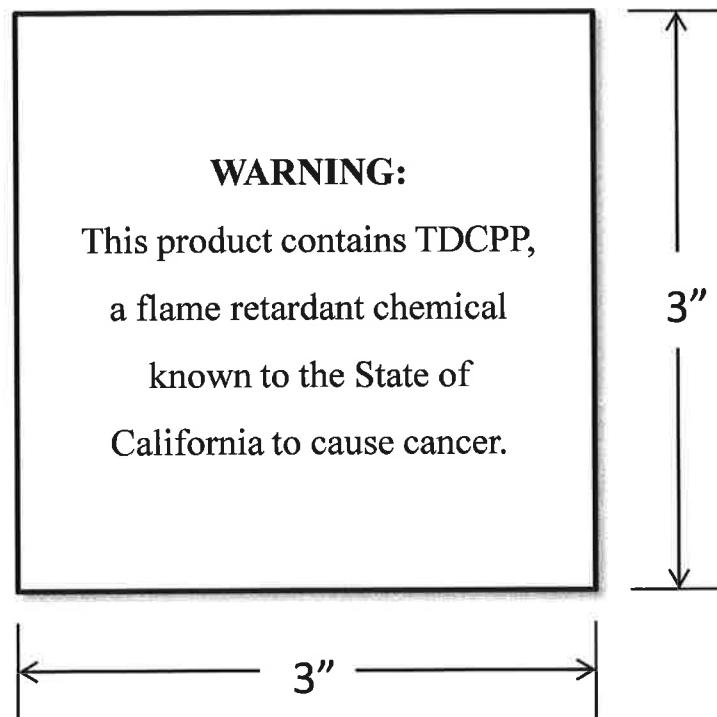 WARNING:
This product contains TDCPP,
a flame retardant chemical
known to the State of
California to cause cancer.
3”
3”